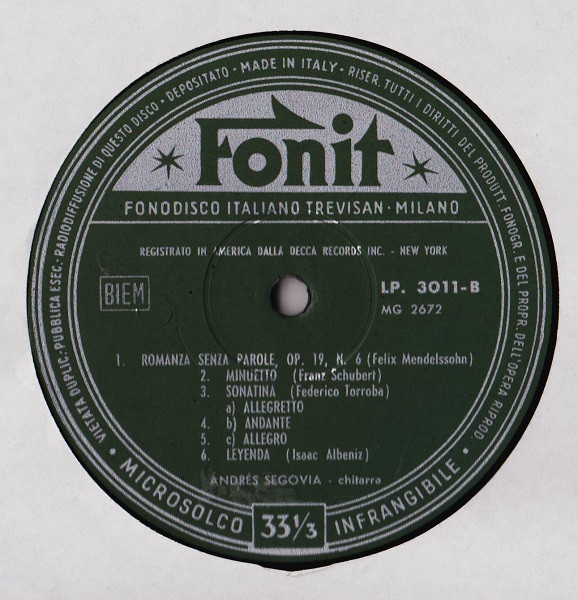 VIETATA DUPLIC.·PUBBLICA ESEC.·RADIODIFFUSIONE DI QUESTO DISCO · DEPOSITATO · MADE IN ITALY · RISER. TUTTI I DIRITTI DEL PRODUTT. FONOGR. E DEL PROPR. DELL'OPERA RIPROD.
Fonit
FONODISCO ITALIANO TREVISAN · MILANO
REGISTRATO IN AMERICA DALLA DECCA RECORDS INC. - NEW YORK
BIEM
LP. 3011-B
MG 2672
1. ROMANZA SENZA PAROLE, OP. 19, N. 6 (Felix Mendelssohn)
2. MINUETTO (Franz Schubert)
3. SONATINA (Federico Torroba)
a) ALLEGRETTO
4. b) ANDANTE
5. c) ALLEGRO
6. LEYENDA (Isaac Albeniz)
ANDRÉS SEGOVIA - chitarra
· MICROSOLCO 33 1/3 INFRANGIBILE ·